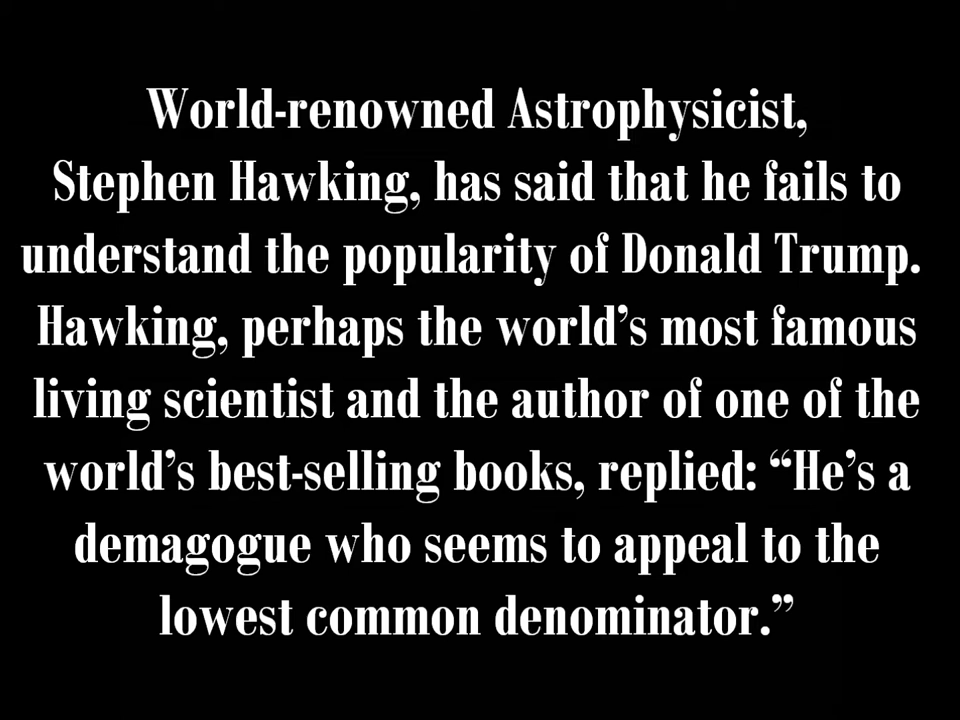 World-renowned Astrophysicist,
Stephen Hawking, has said that he fails to
understand the popularity of Donald Trump.
Hawking, perhaps the world’s most famous
living scientist and the author of one of the
world’s best-selling books, replied: “He’s a
demagogue who seems to appeal to the
lowest common denominator.”